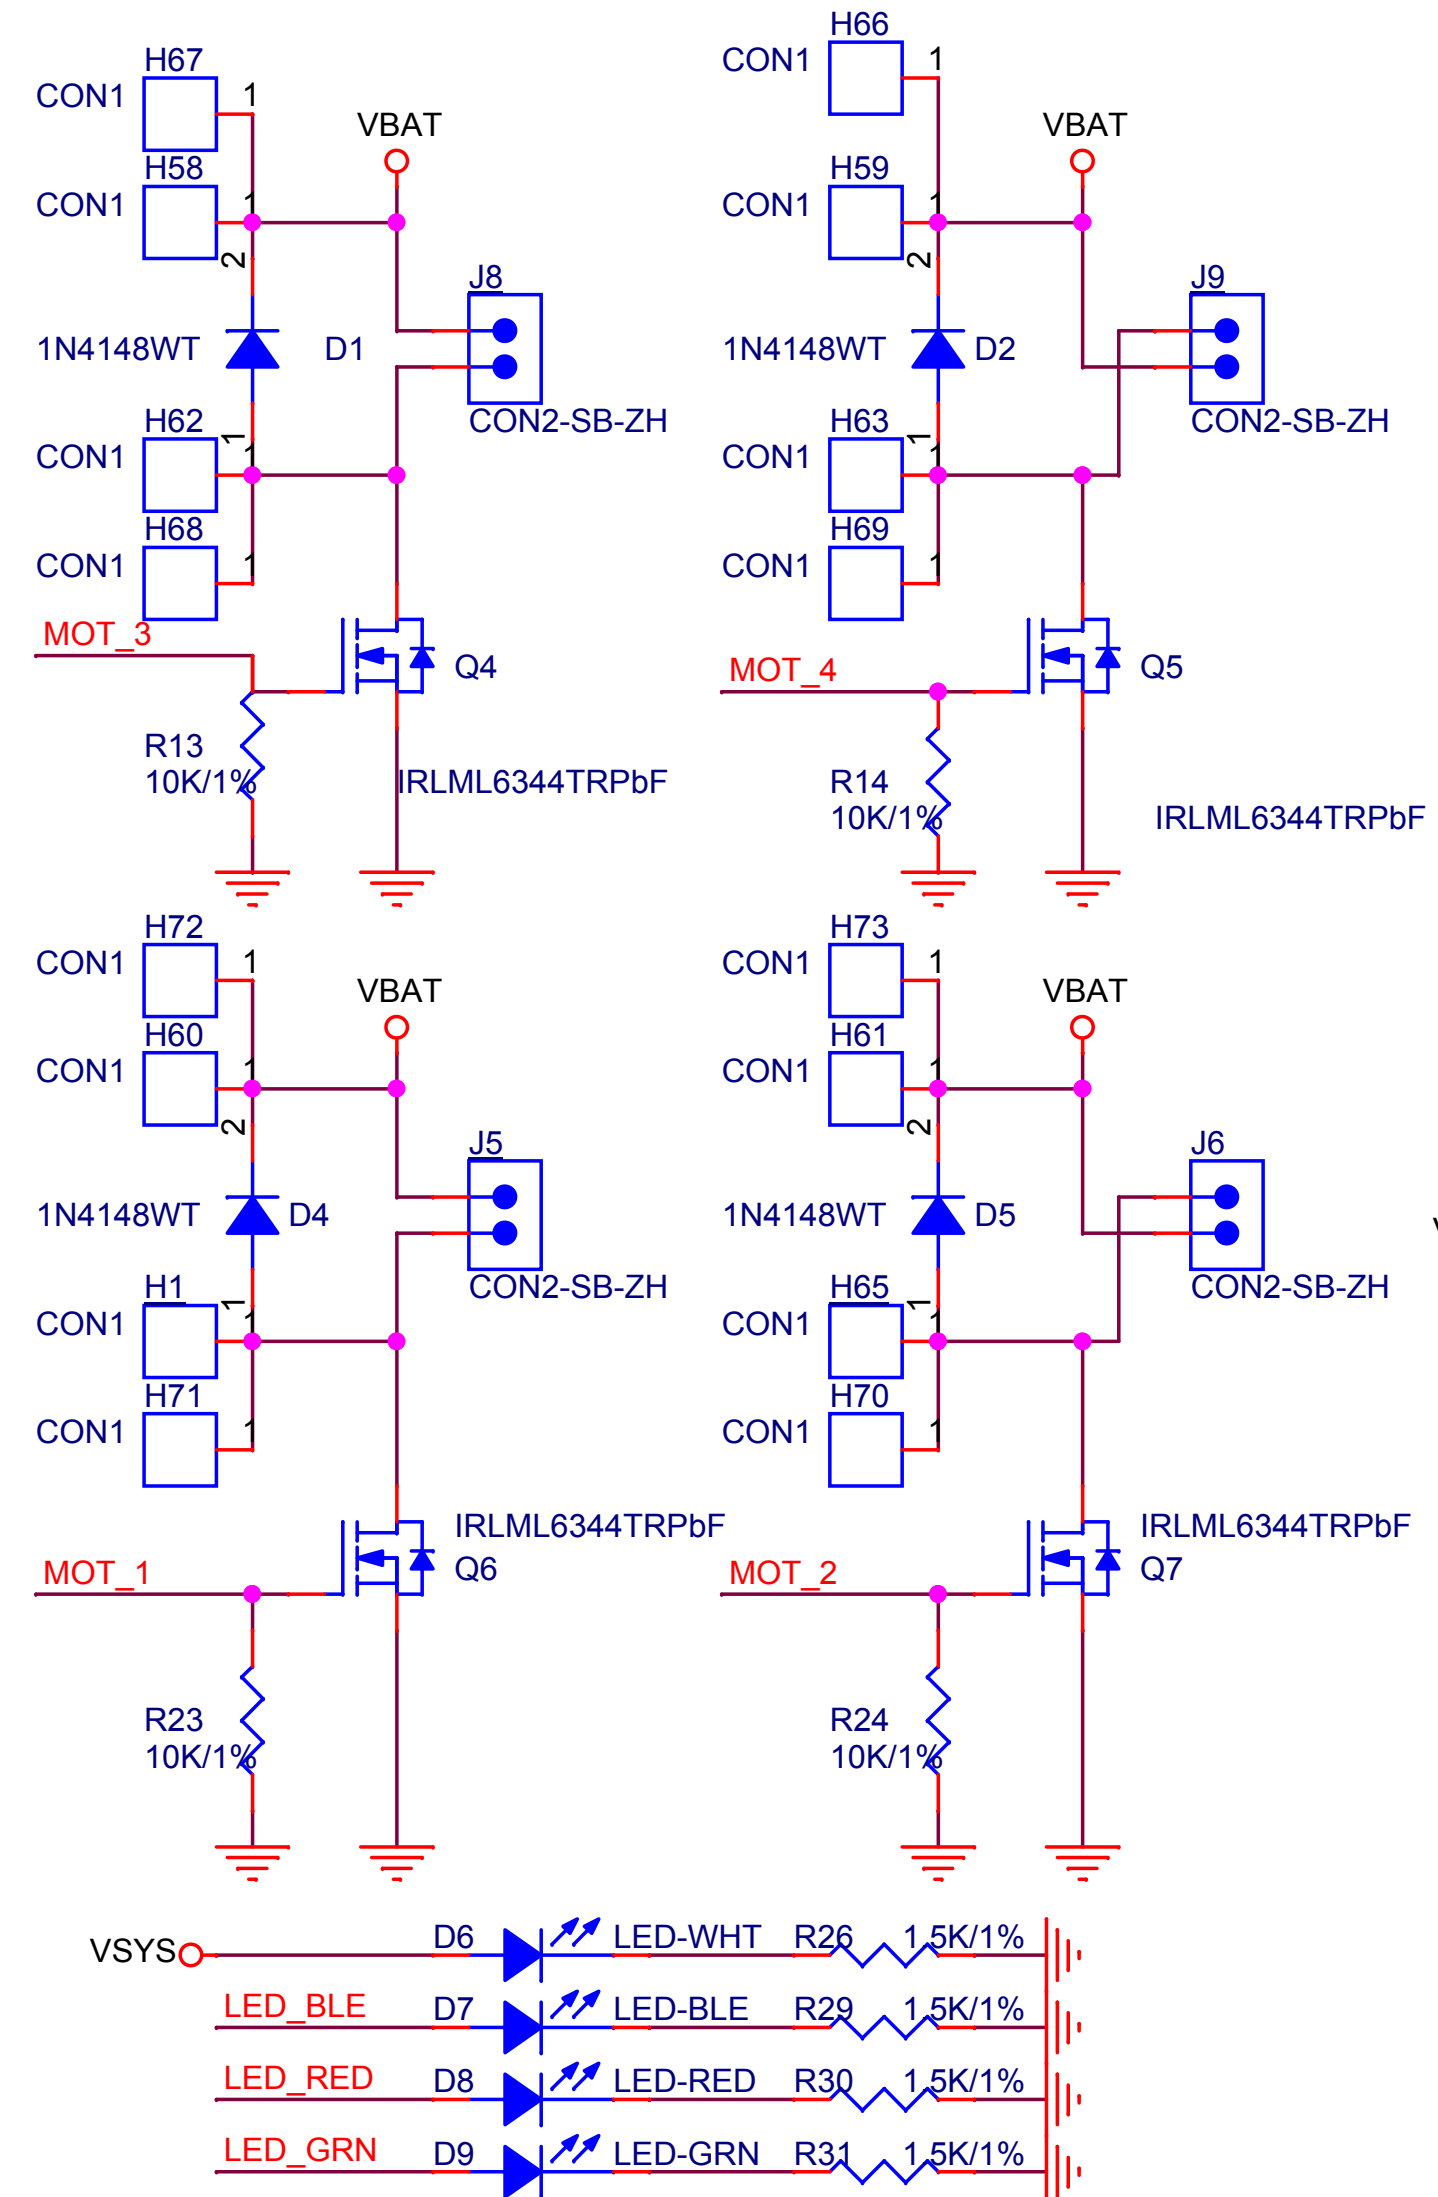 H67
CON1
1
VBAT
H58
CON1
1
2
J8
1N4148WT
D1
CON2-SB-ZH
H62
CON1
1
1
H68
CON1
1
MOT_3
Q4
R13
10K/1%
IRLML6344TRPbF
H66
CON1
1
VBAT
H59
CON1
1
2
J9
1N4148WT
D2
CON2-SB-ZH
H63
CON1
1
1
H69
CON1
1
MOT_4
Q5
R14
10K/1%
IRLML6344TRPbF
H72
CON1
1
VBAT
H60
CON1
1
2
J5
1N4148WT
D4
CON2-SB-ZH
H1
CON1
1
1
H71
CON1
1
IRLML6344TRPbF
MOT_1
Q6
R23
10K/1%
H73
CON1
1
VBAT
H61
CON1
1
2
J6
1N4148WT
D5
CON2-SB-ZH
H65
CON1
1
1
H70
CON1
1
IRLML6344TRPbF
MOT_2
Q7
R24
10K/1%
VSYS D6 LED-WHT R26 1.5K/1%
LED_BLE D7 LED-BLE R29 1.5K/1%
LED_RED D8 LED-RED R30 1.5K/1%
LED_GRN D9 LED-GRN R31 1.5K/1%